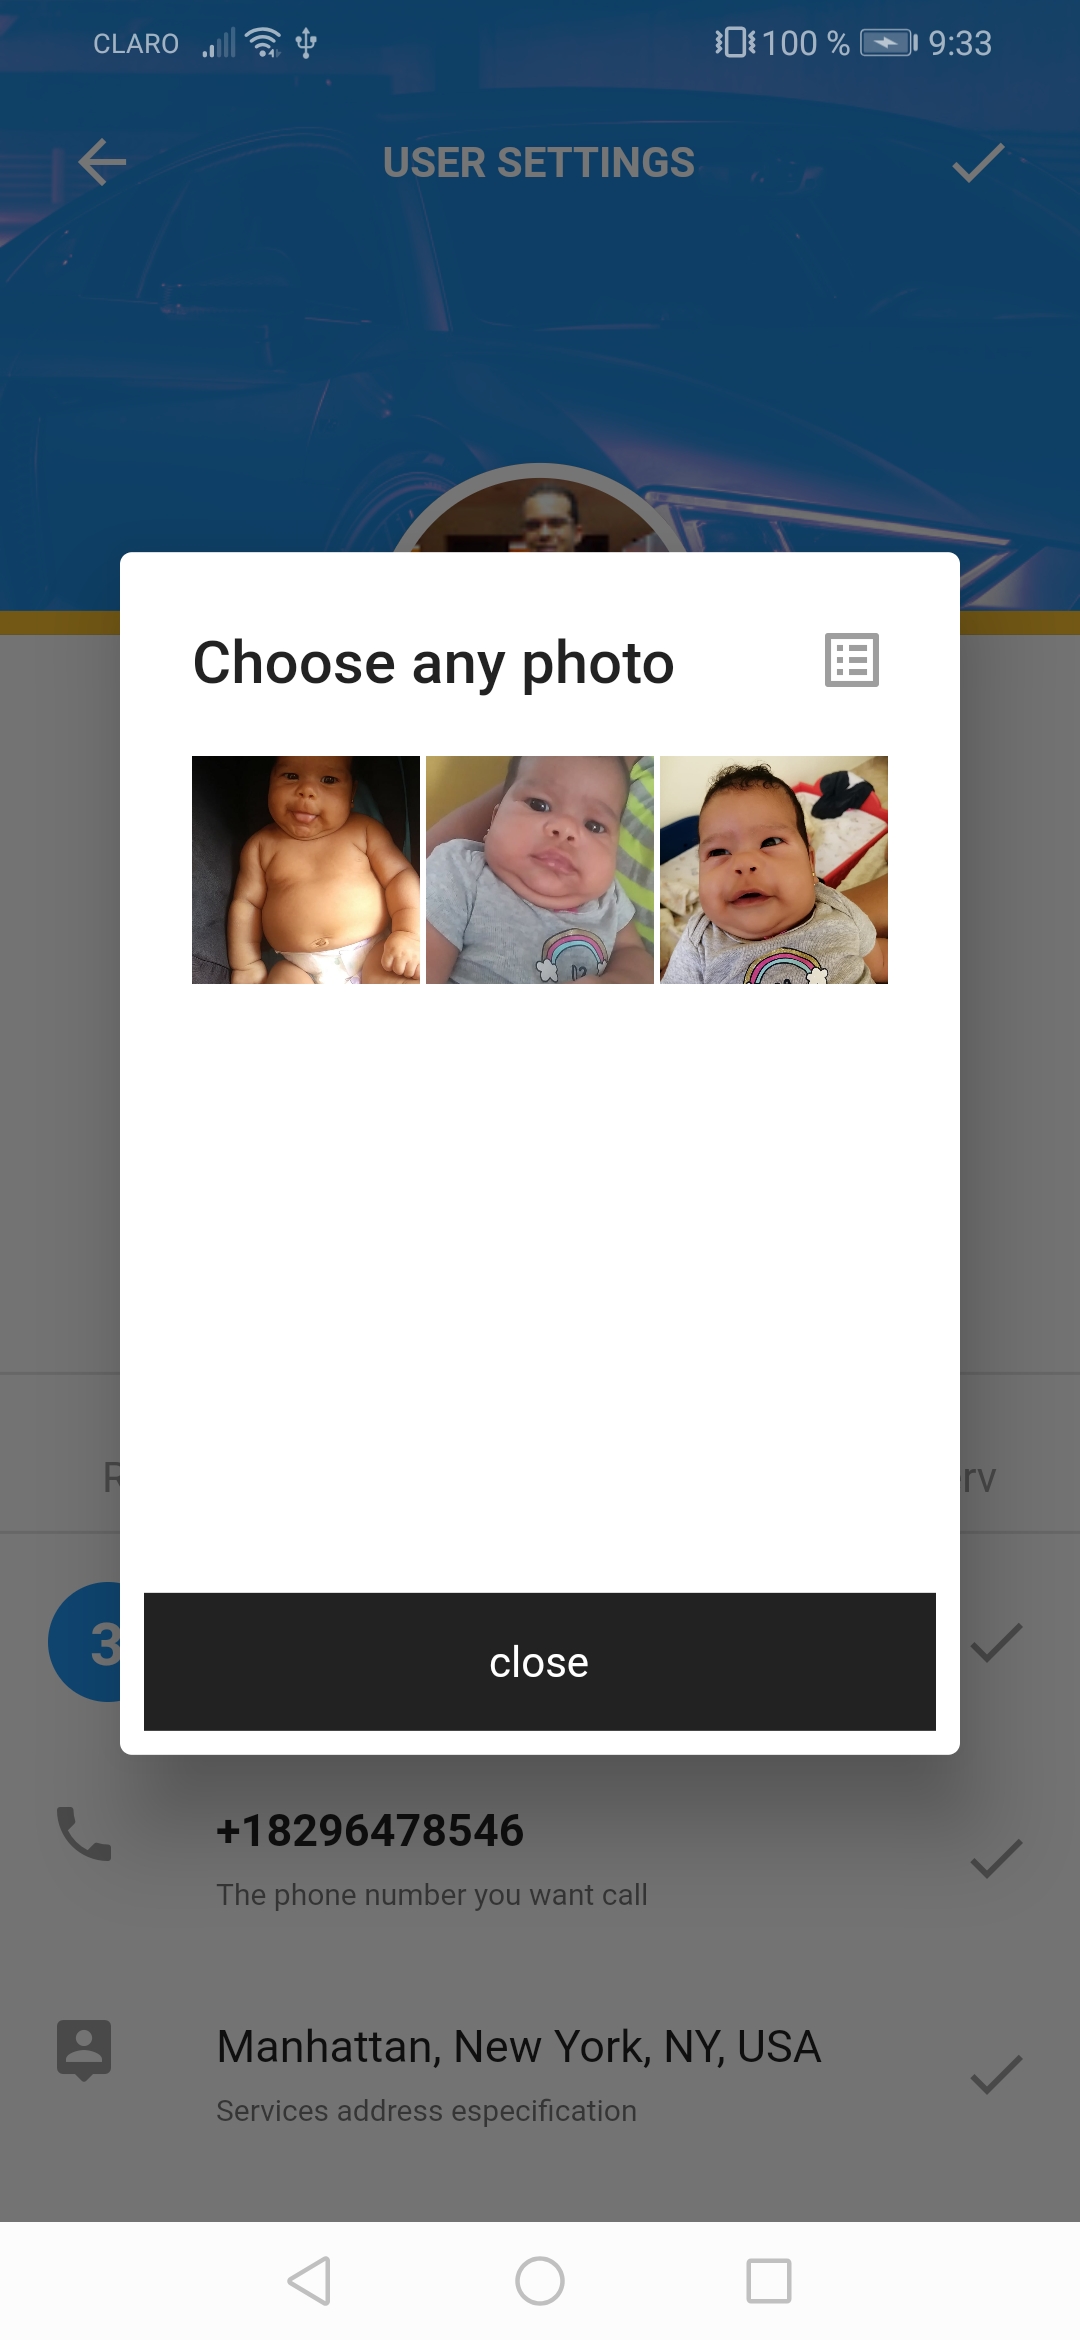 CLARO 100 % 9:33
USER SETTINGS
Choose any photo
R erv
3
close
+18296478546
The phone number you want call
Manhattan, New York, NY, USA
Services address especification